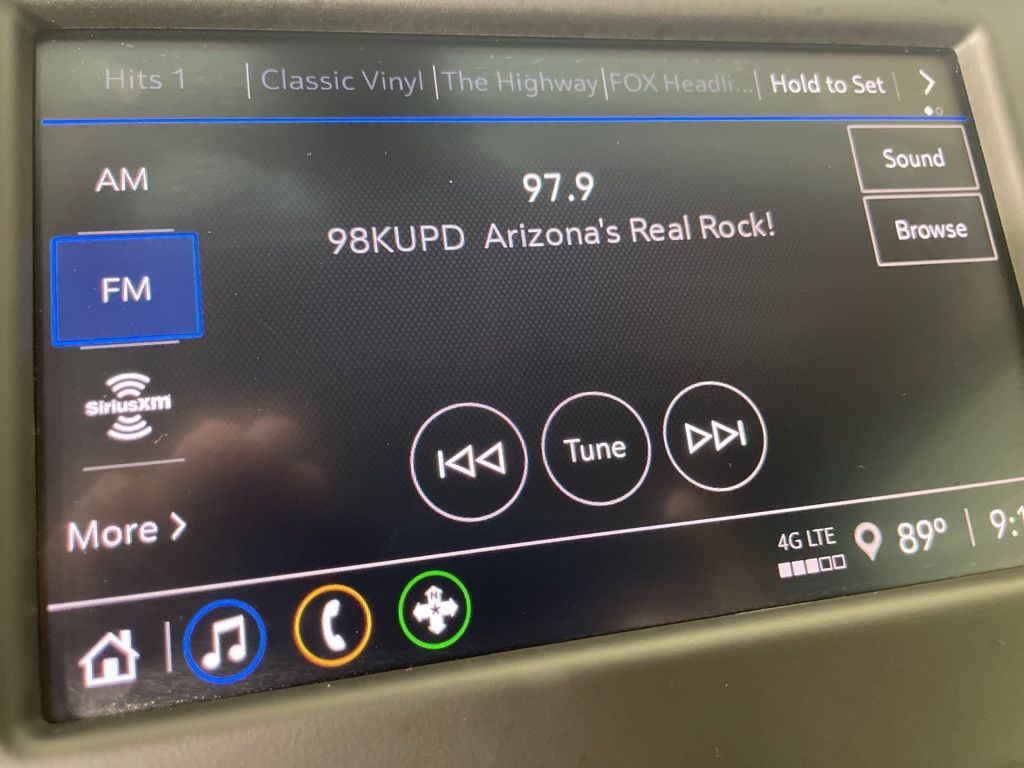 Hits 1 Classic Vinyl The Highway FOX Headli... Hold to Set
Sound
AM
97.9
98KUPD Arizona's Real Rock!
Browse
FM
SiriusXM
Tune
More
4G LTE 89°
N